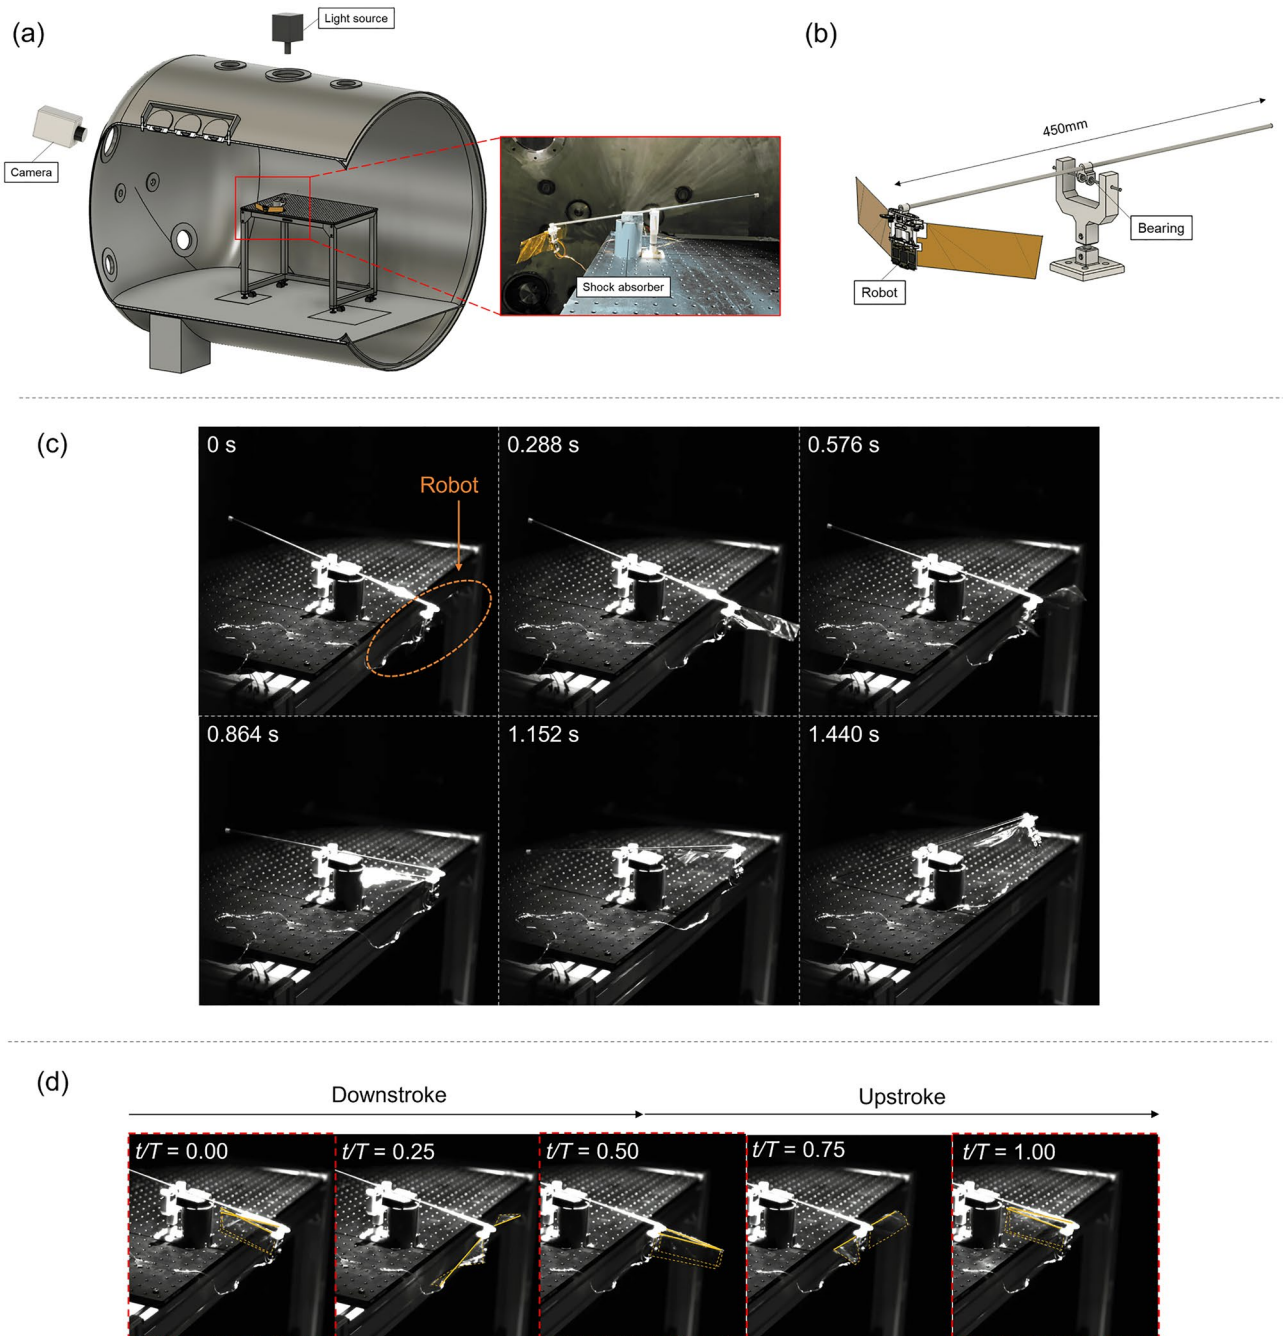 (a)
Light source
Camera
Shock absorber
(b)
450mm
Bearing
Robot
(c)
0 s
0.288 s
0.576 s
Robot
0.864 s
1.152 s
1.440 s
(d)
Downstroke
Upstroke
t/T = 0.00
t/T = 0.25
t/T = 0.50
t/T = 0.75
t/T = 1.00